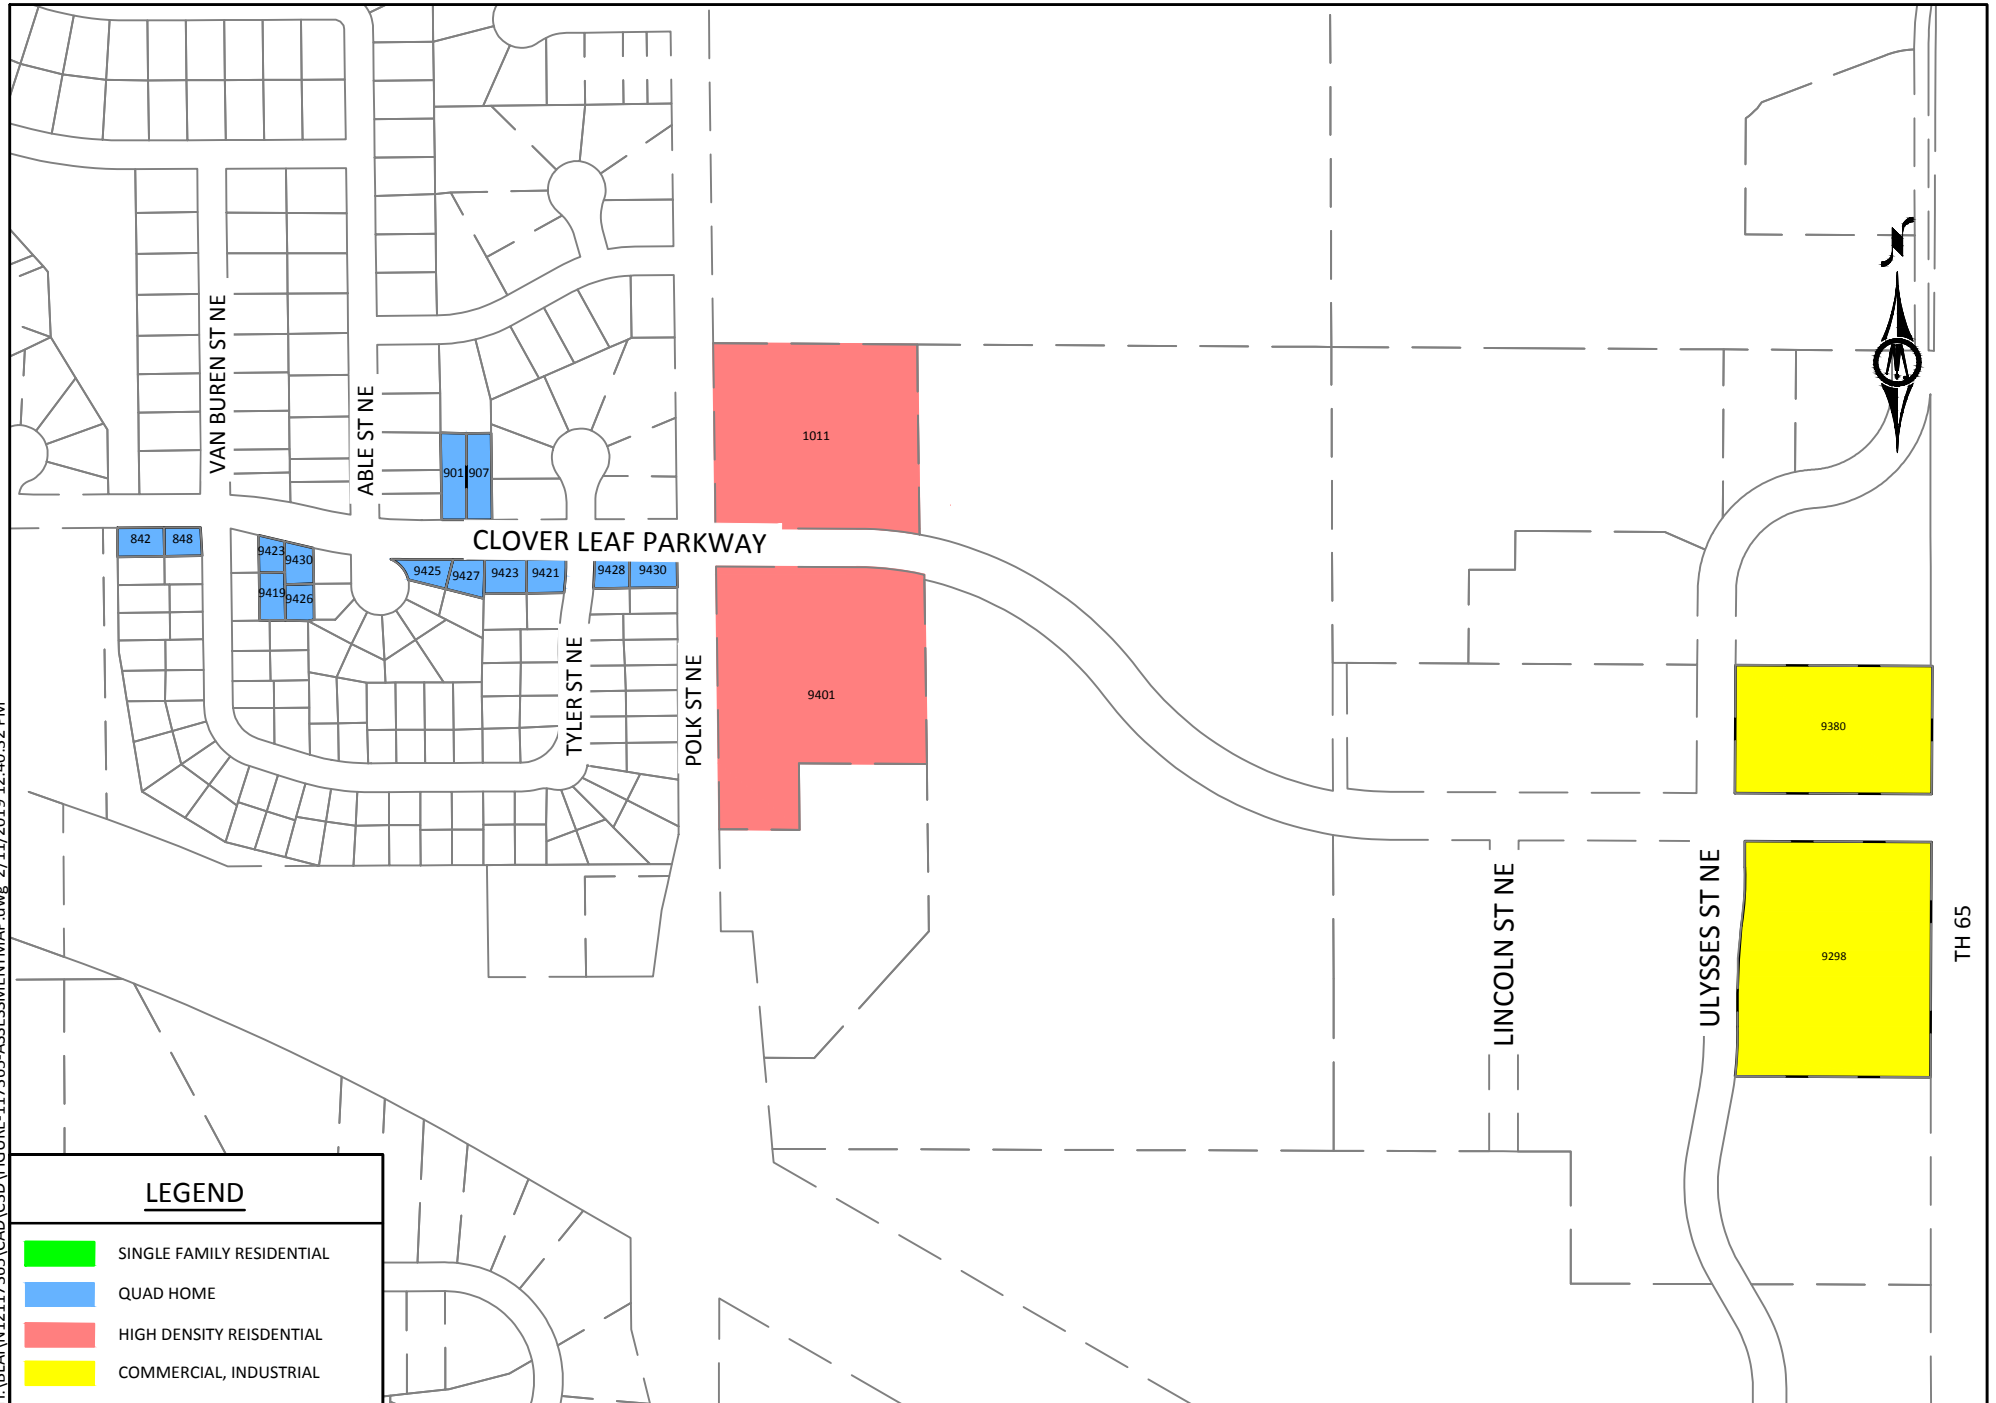 VAN BUREN ST NE
ABLE ST NE
1011
901
907
CLOVER LEAF PARKWAY
842
848
9423
9430
9419
9426
9425
9427
9423
9421
9428
9430
TYLER ST NE
POLK ST NE
9401
9380
LINCOLN ST NE
ULYSSES ST NE
9298
TH 65
N
LEGEND
SINGLE FAMILY RESIDENTIAL
QUAD HOME
HIGH DENSITY REISDENTIAL
COMMERCIAL, INDUSTRIAL